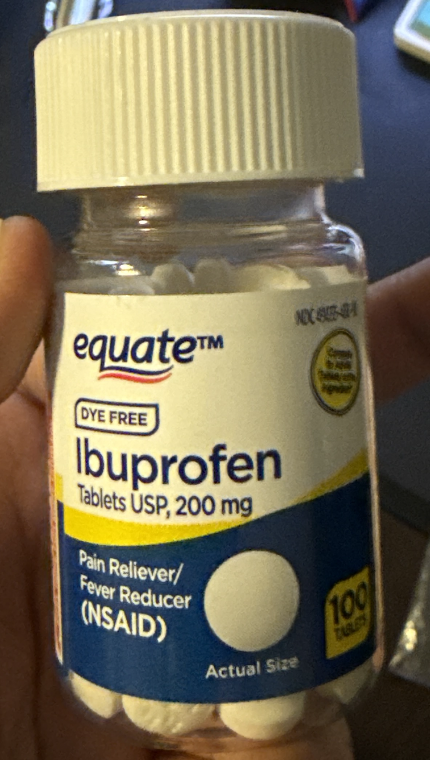 equate™
DYE FREE
Ibuprofen
Tablets USP, 200 mg
Pain Reliever/
Fever Reducer
(NSAID)
Actual Size
100
TABLETS
NDC